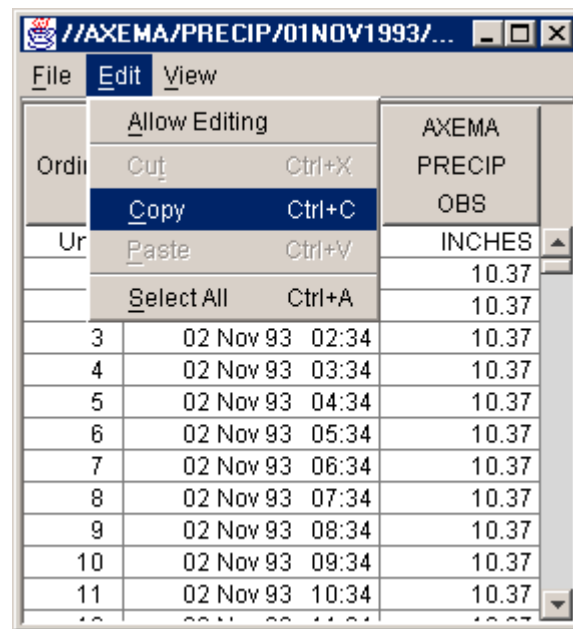 //AXEMA/PRECIP/01NOV1993/...
File Edit View
Allow Editing
Cut Ctrl+X
Copy Ctrl+C
Paste Ctrl+V
Select All Ctrl+A
AXEMA
PRECIP
OBS
INCHES
10.37
10.37
3 02 Nov 93 02:34 10.37
4 02 Nov 93 03:34 10.37
5 02 Nov 93 04:34 10.37
6 02 Nov 93 05:34 10.37
7 02 Nov 93 06:34 10.37
8 02 Nov 93 07:34 10.37
9 02 Nov 93 08:34 10.37
10 02 Nov 93 09:34 10.37
11 02 Nov 93 10:34 10.37